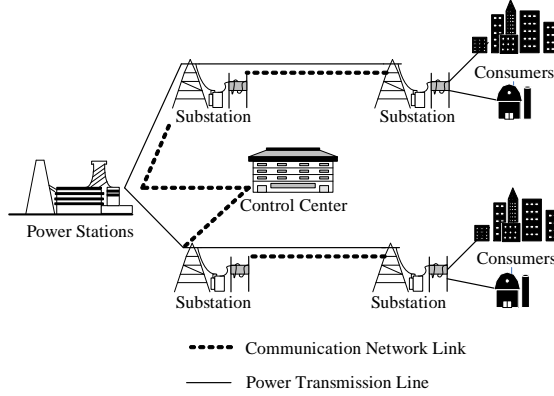 Consumers
Substation
Substation
Control Center
Power Stations
Consumers
Substation
Substation
Communication Network Link
Power Transmission Line